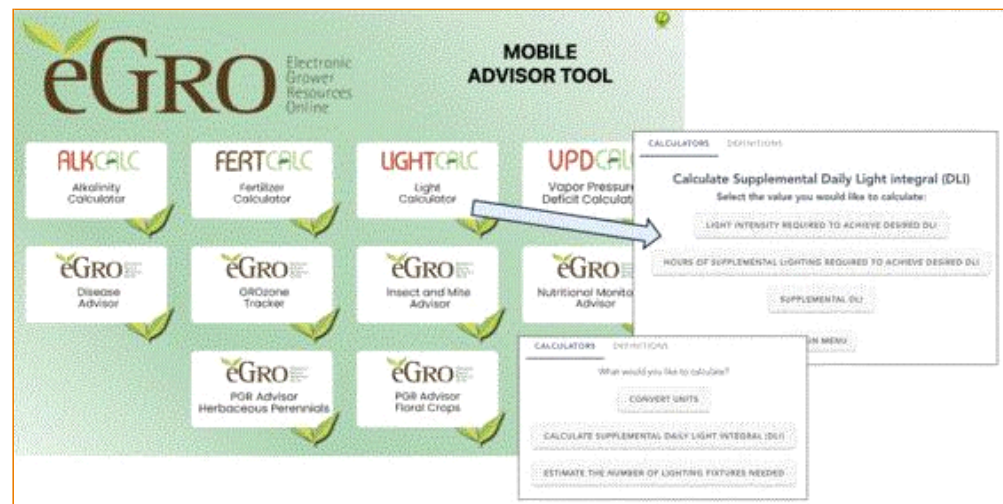 eGRO
Electronic
Grower
Resources
Online
MOBILE
ADVISOR TOOL
ALKCALC
Alkalinity
Calculator
FERTCALC
Fertilizer
Calculator
LIGHTCALC
Light
Calculator
VPDCAL
Vapor Pressure
Deficit Calculat
eGRO
Disease
Advisor
eGRO
GROzone
Tracker
eGRO
Insect and Mite
Advisor
eGRO
Nutritional Monito
Advisor
eGRO
PGR Advisor
Herbaceous Perennials
eGRO
PGR Advisor
Floral Crops
CALCULATORS DEFINITIONS
Calculate Supplemental Daily Light integral (DLI)
Select the value you would like to calculate:
LIGHT INTENSITY REQUIRED TO ACHIEVE DESIRED DLI
HOURS OF SUPPLEMENTAL LIGHTING REQUIRED TO ACHIEVE DESIRED DLI
SUPPLEMENTAL DLI
IN MENU
CALCULATORS DEFINITIONS
What would you like to calculate?
CONVERT UNITS
CALCULATE SUPPLEMENTAL DAILY LIGHT INTEGRAL (DLI)
ESTIMATE THE NUMBER OF LIGHTING FIXTURES NEEDED